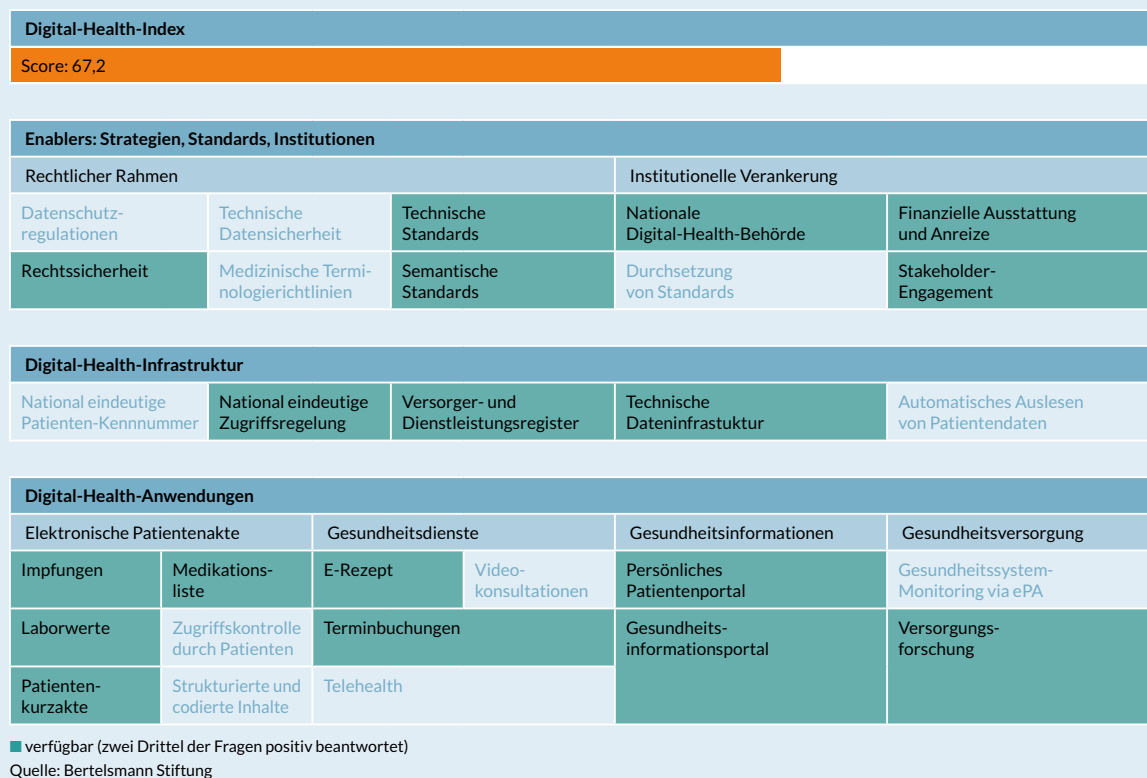 Digital-Health-Index
Score: 67,2
Enablers: Strategien, Standards, Institutionen
Rechtlicher Rahmen
Institutionelle Verankerung
Datenschutz-
regulationen
Technische
Datensicherheit
Technische
Standards
Nationale
Digital-Health-Behörde
Finanzielle Ausstattung
und Anreize
Rechtssicherheit
Medizinische Termi-
nologierichtlinien
Semantische
Standards
Durchsetzung
von Standards
Stakeholder-
Engagement
Digital-Health-Infrastruktur
National eindeutige
Patienten-Kennnummer
National eindeutige
Zugriffsregelung
Versorger- und
Dienstleistungsregister
Technische
Dateninfrastuktur
Automatisches Auslesen
von Patientendaten
Digital-Health-Anwendungen
Elektronische Patientenakte
Gesundheitsdienste
Gesundheitsinformationen
Gesundheitsversorgung
Impfungen
Medikations-
liste
E-Rezept
Video-
konsultationen
Persönliches
Patientenportal
Gesundheitssystem-
Monitoring via ePA
Laborwerte
Zugriffskontrolle
durch Patienten
Terminbuchungen
Gesundheits-
informationsportal
Versorgungs-
forschung
Patienten-
kurzakte
Strukturierte und
codierte Inhalte
Telehealth
verfügbar (zwei Drittel der Fragen positiv beantwortet)
Quelle: Bertelsmann Stiftung